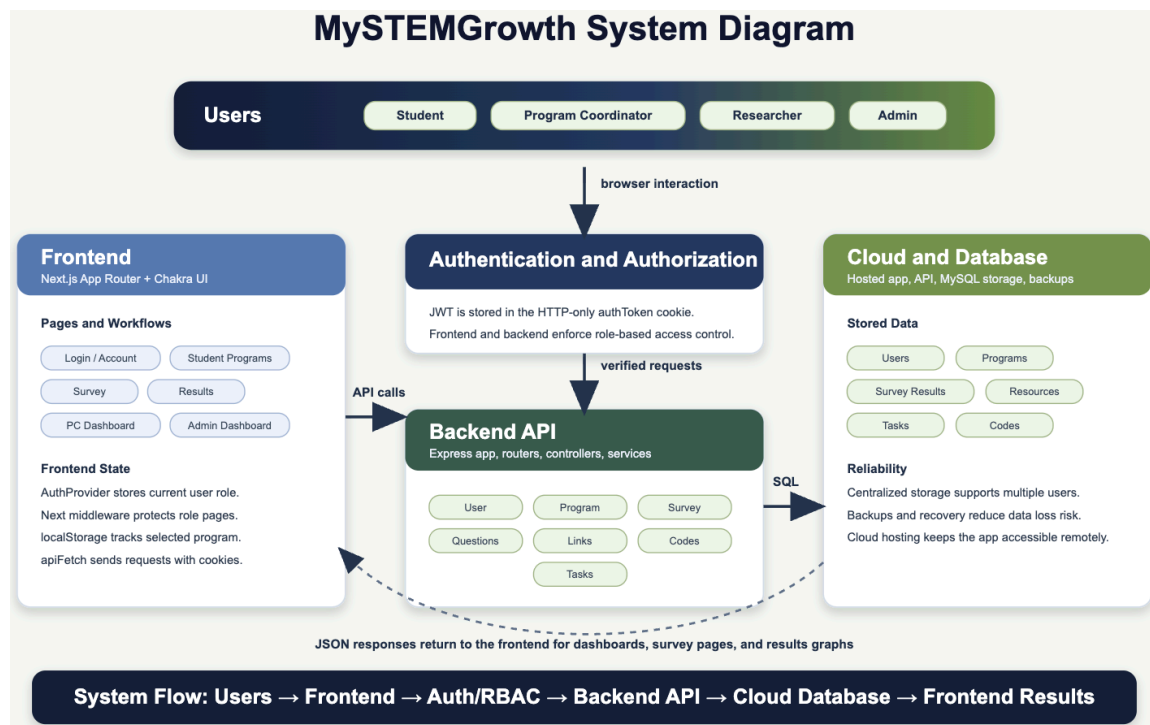 MySTEMGrowth System Diagram
Users
Student
Program Coordinator
Researcher
Admin
browser interaction
Frontend
Next.js App Router + Chakra UI
Pages and Workflows
Login / Account
Student Programs
Survey
Results
PC Dashboard
Admin Dashboard
Frontend State
AuthProvider stores current user role.
Next middleware protects role pages.
localStorage tracks selected program.
apiFetch sends requests with cookies.
API calls
Authentication and Authorization
JWT is stored in the HTTP-only authToken cookie.
Frontend and backend enforce role-based access control.
verified requests
Backend API
Express app, routers, controllers, services
User
Program
Survey
Questions
Links
Codes
Tasks
SQL
Cloud and Database
Hosted app, API, MySQL storage, backups
Stored Data
Users
Programs
Survey Results
Resources
Tasks
Codes
Reliability
Centralized storage supports multiple users.
Backups and recovery reduce data loss risk.
Cloud hosting keeps the app accessible remotely.
JSON responses return to the frontend for dashboards, survey pages, and results graphs
System Flow: Users → Frontend → Auth/RBAC → Backend API → Cloud Database → Frontend Results